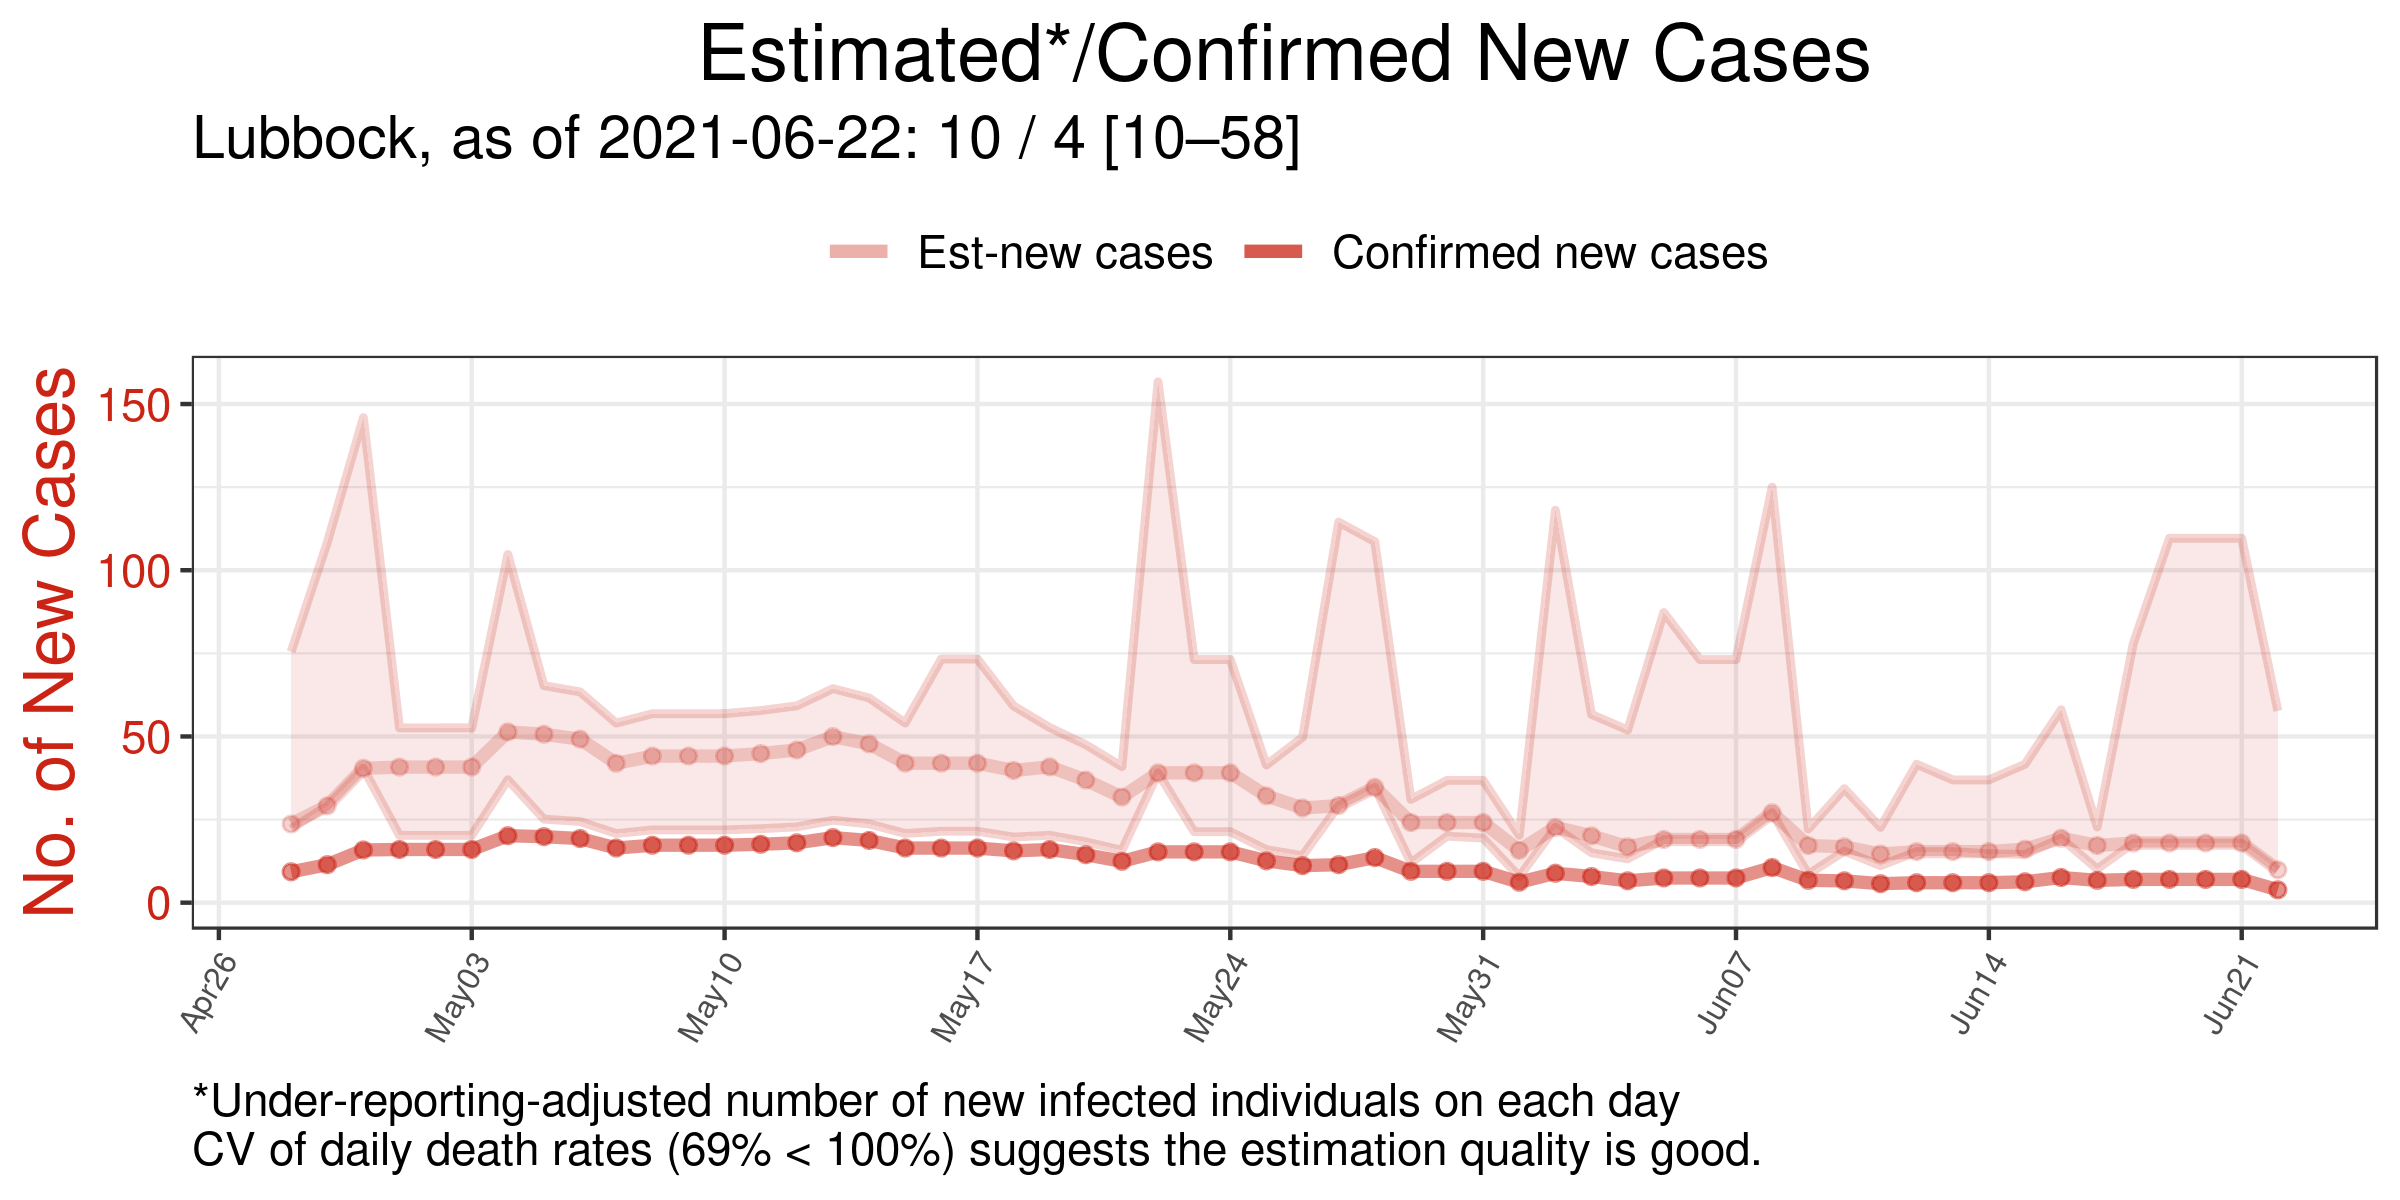 Estimated*/Confirmed New Cases
Lubbock, as of 2021-06-22: 10 / 4 [10–58]
Est-new cases
Confirmed new cases
No. of New Cases
150
100
50
0
Apr26
May03
May10
May17
May24
May31
Jun07
Jun14
Jun21
*Under-reporting-adjusted number of new infected individuals on each day
CV of daily death rates (69% < 100%) suggests the estimation quality is good.